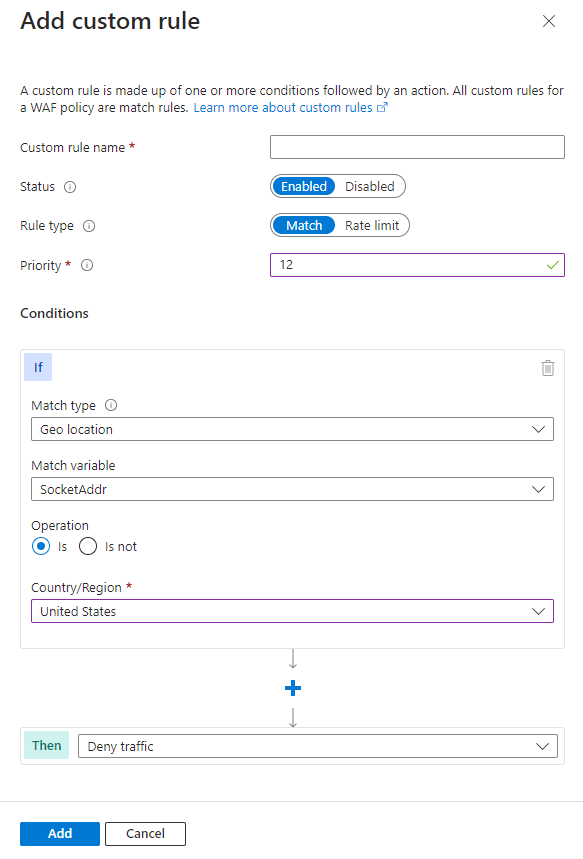 Add custom rule
A custom rule is made up of one or more conditions followed by an action. All custom rules for
a WAF policy are match rules. Learn more about custom rules
Custom rule name *
Status
Enabled Disabled
Rule type
Match Rate limit
Priority *
12
Conditions
If
Match type
Geo location
Match variable
SocketAddr
Operation
Is Is not
Country/Region *
United States
Then Deny traffic
Add Cancel